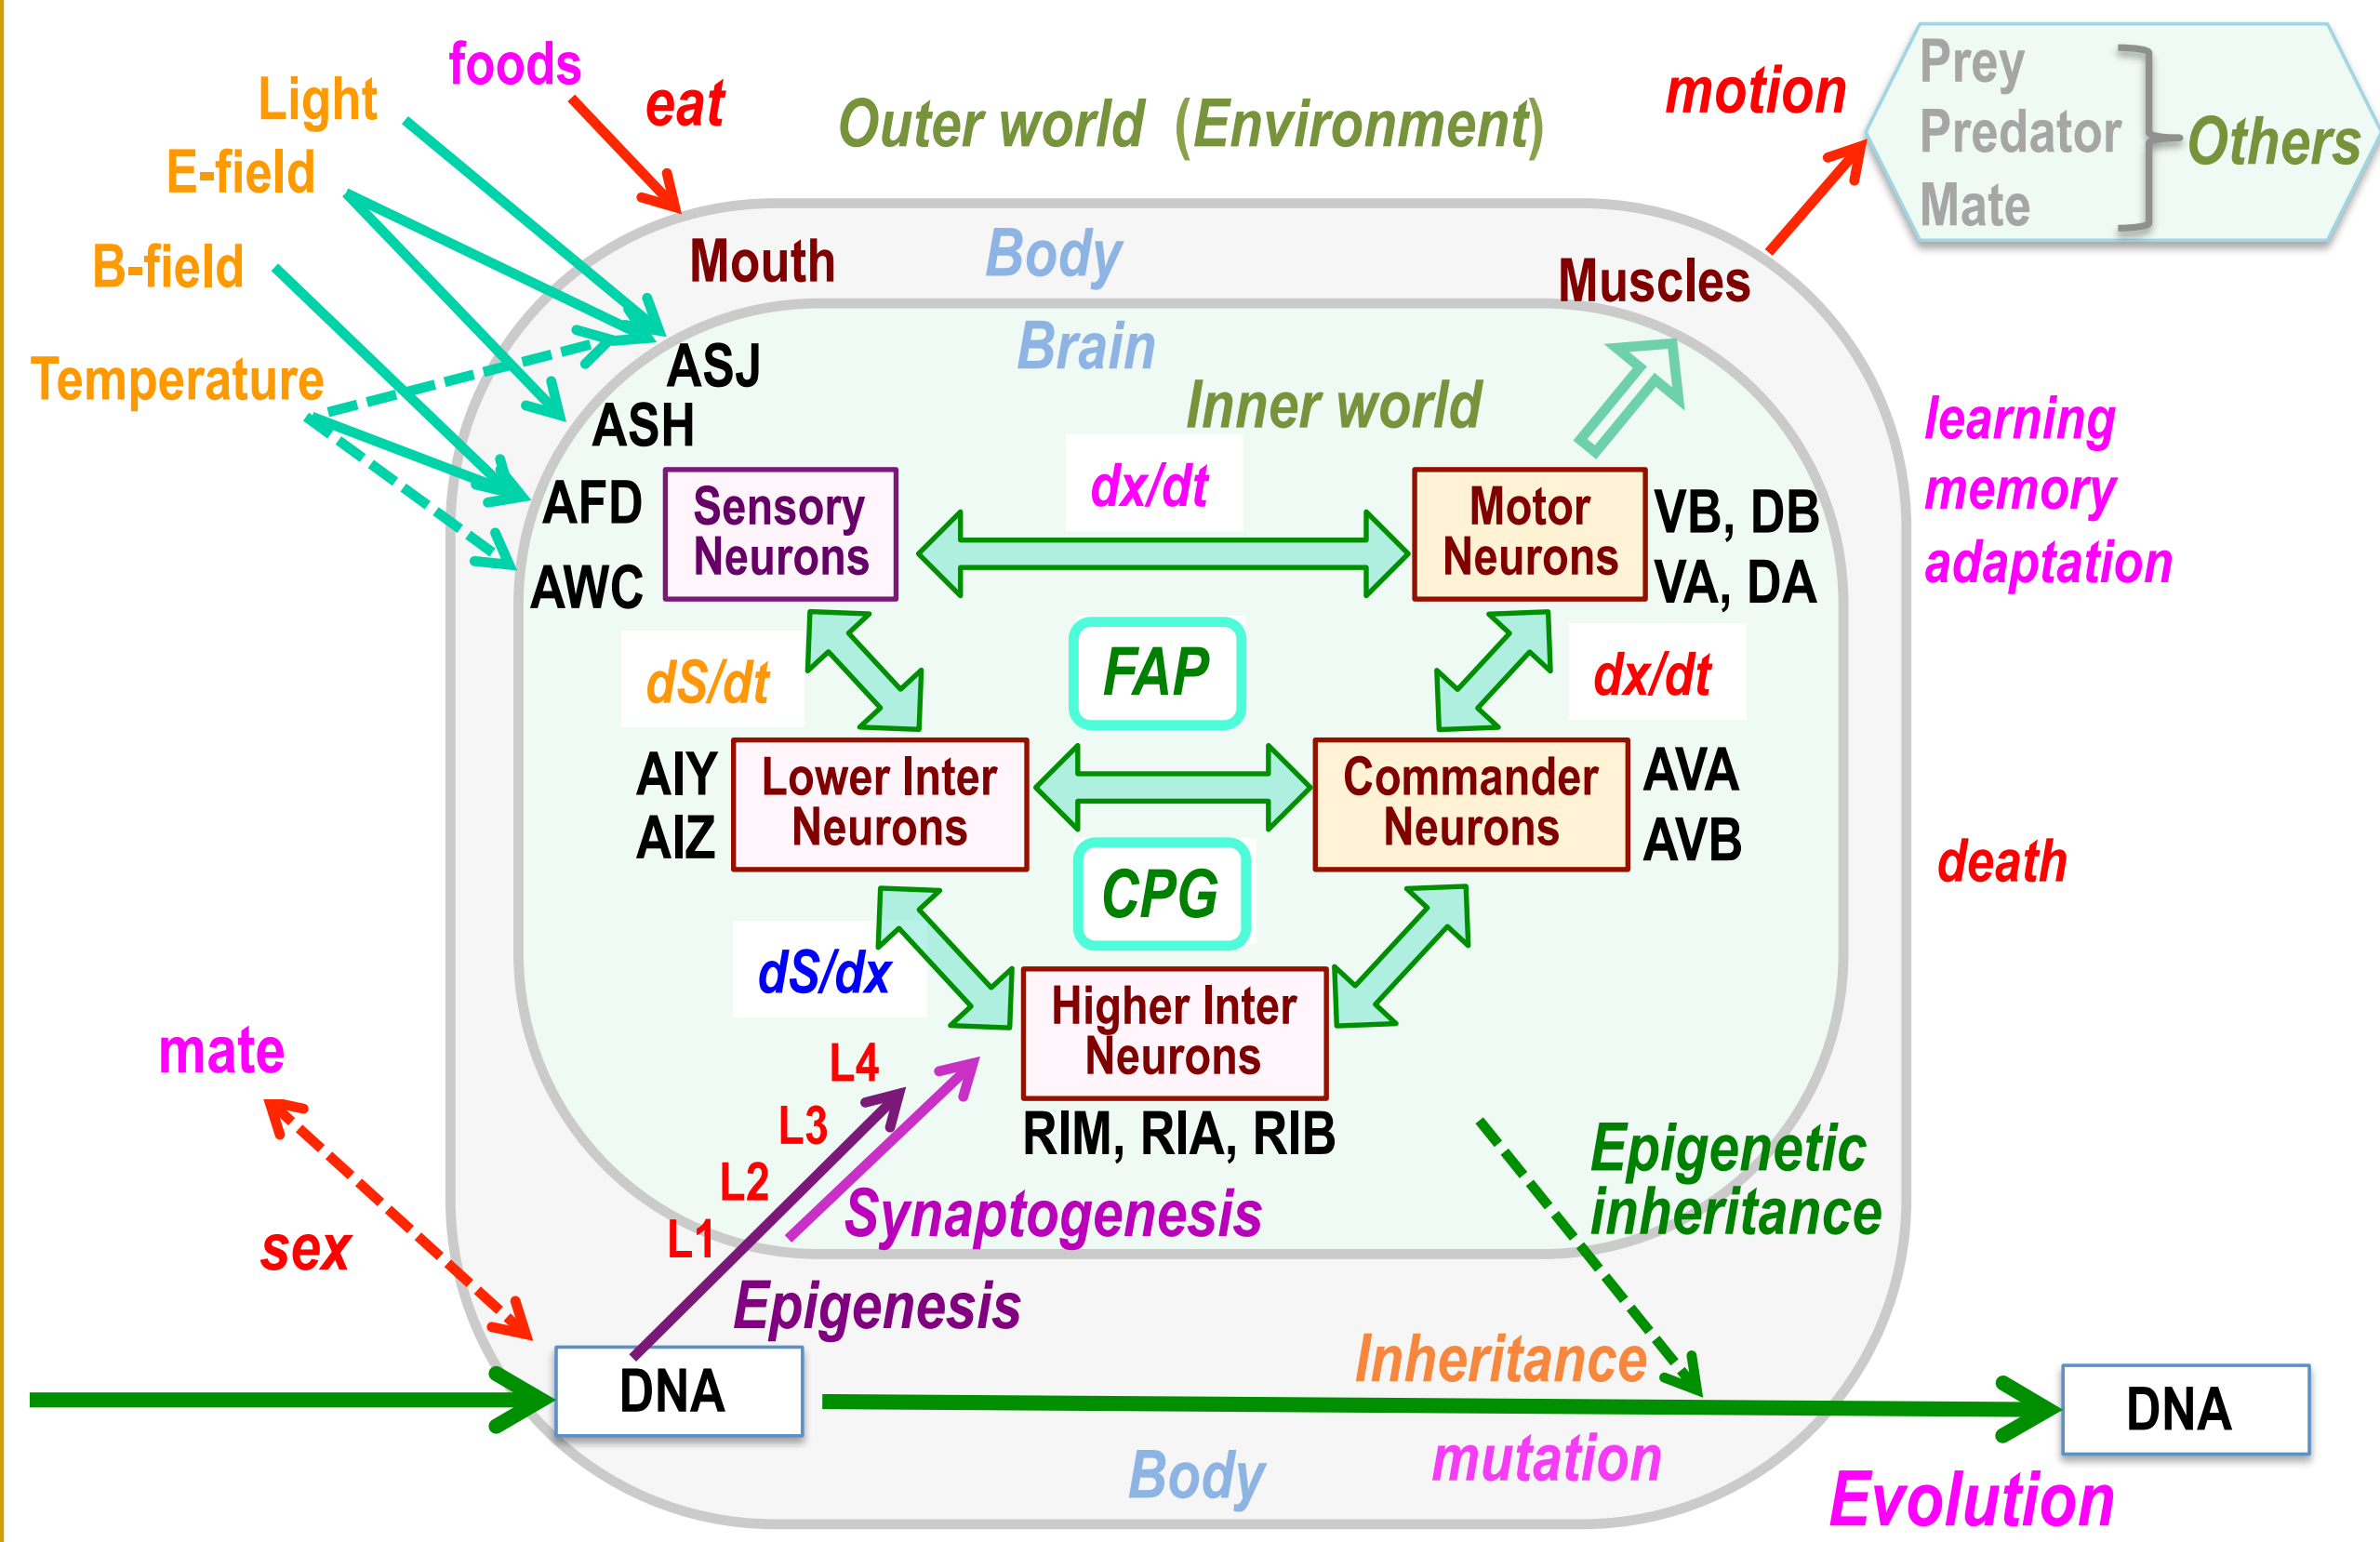 foods
Light
eat
Outer world (Environment)
motion
Prey
Predator
Mate
Others
E-field
B-field
Mouth
Body
Muscles
Temperature
ASJ
Brain
Inner world
ASH
AFD
AWC
Sensory
Neurons
dx/dt
Motor
Neurons
VB, DB
VA, DA
learning
memory
adaptation
dS/dt
FAP
dx/dt
AIY
AIZ
Lower Inter
Neurons
Commander
Neurons
AVA
AVB
death
CPG
dS/dx
Higher Inter
Neurons
RIM, RIA, RIB
mate
L4
L3
L2
L1
Synaptogenesis
Epigenetic
inheritance
sex
Epigenesis
Inheritance
DNA
DNA
mutation
Body
Evolution